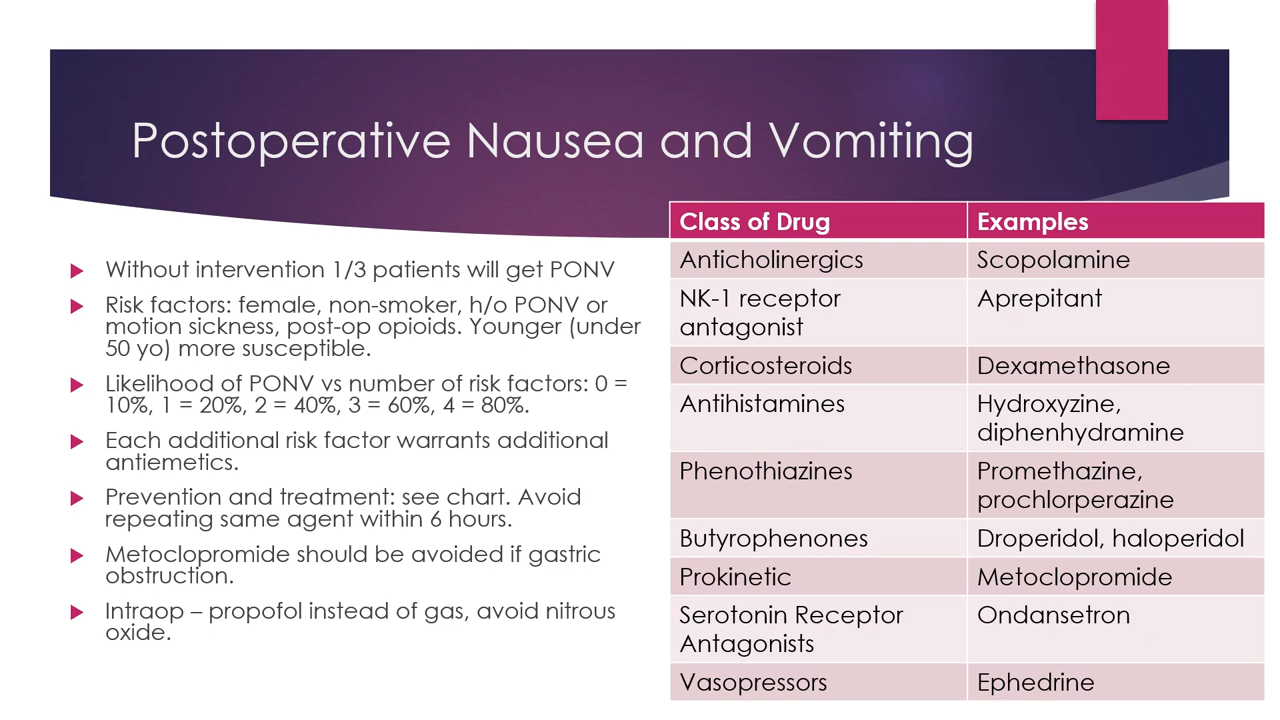 Postoperative Nausea and Vomiting
Without intervention 1/3 patients will get PONV
Risk factors: female, non-smoker, h/o PONV or
motion sickness, post-op opioids. Younger (under
50 yo) more susceptible.
Likelihood of PONV vs number of risk factors: 0 =
10%, 1 = 20%, 2 = 40%, 3 = 60%, 4 = 80%.
Each additional risk factor warrants additional
antiemetics.
Prevention and treatment: see chart. Avoid
repeating same agent within 6 hours.
Metoclopromide should be avoided if gastric
obstruction.
Intraop – propofol instead of gas, avoid nitrous
oxide.
Class of Drug Examples
Anticholinergics Scopolamine
NK-1 receptor Aprepitant
antagonist
Corticosteroids Dexamethasone
Antihistamines Hydroxyzine,
diphenhydramine
Phenothiazines Promethazine,
prochlorperazine
Butyrophenones Droperidol, haloperidol
Prokinetic Metoclopromide
Serotonin Receptor Ondansetron
Antagonists
Vasopressors Ephedrine